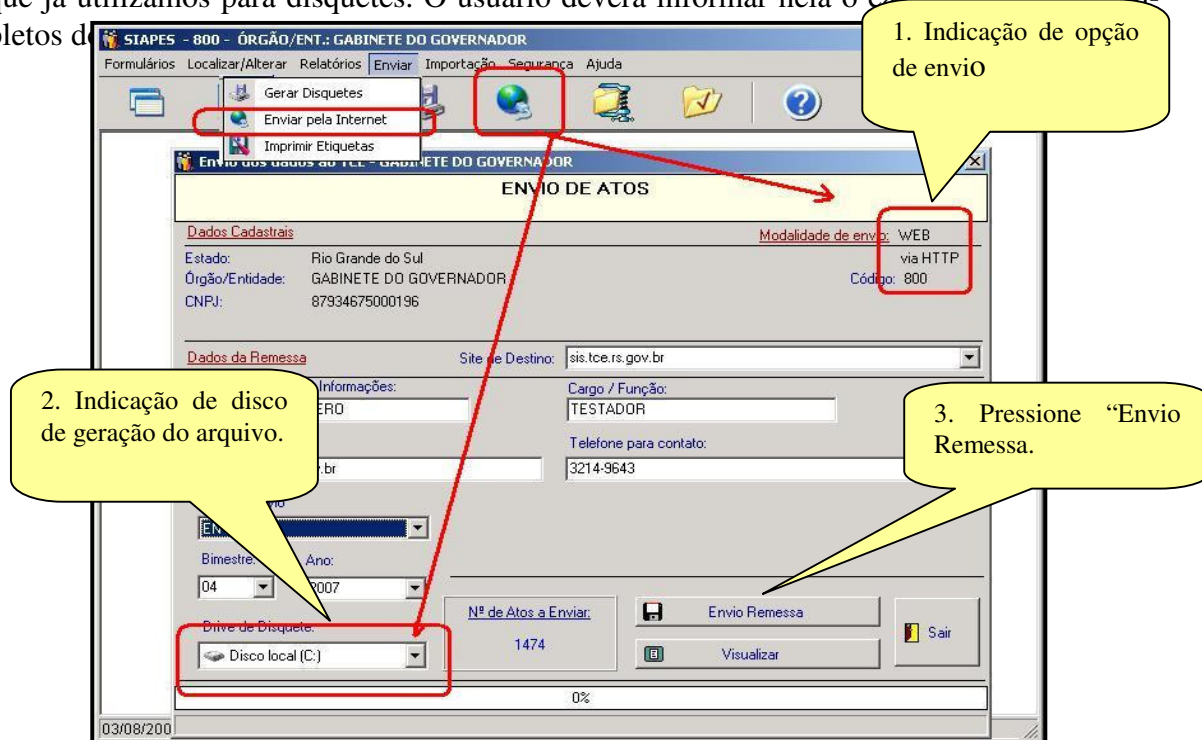 que já utilizamos para disquetes. O usuário deverá informar nela o
pletos
SIAPES - 800 - ÓRGÃO/ENT.: GABINETE DO GOVERNADOR
Formulários Localizar/Alterar Relatórios Enviar Importação Segurança Ajuda
Gerar Disquetes
Enviar pela Internet
Imprimir Etiquetas
1. Indicação de opção
de envio
Envio dos dados ao TCE - GABINETE DO GOVERNADOR
ENVIO DE ATOS
Dados Cadastrais
Modalidade de envio: WEB
via HTTP
Estado: Rio Grande do Sul
Órgão/Entidade: GABINETE DO GOVERNADOR
Código: 800
CNPJ: 87934675000196
Dados da Remessa
Site de Destino: sis.tce.rs.gov.br
2. Indicação de disco
de geração do arquivo.
Informações:
ERO
Cargo / Função:
TESTADOR
Telefone para contato:
.br
3214-9643
3. Pressione “Envio
Remessa.
Bimestre: Ano:
04 2007
Drive de Disquete:
Disco local (C:)
Nº de Atos a Enviar:
1474
Envio Remessa
Visualizar
Sair
0%
03/08/200